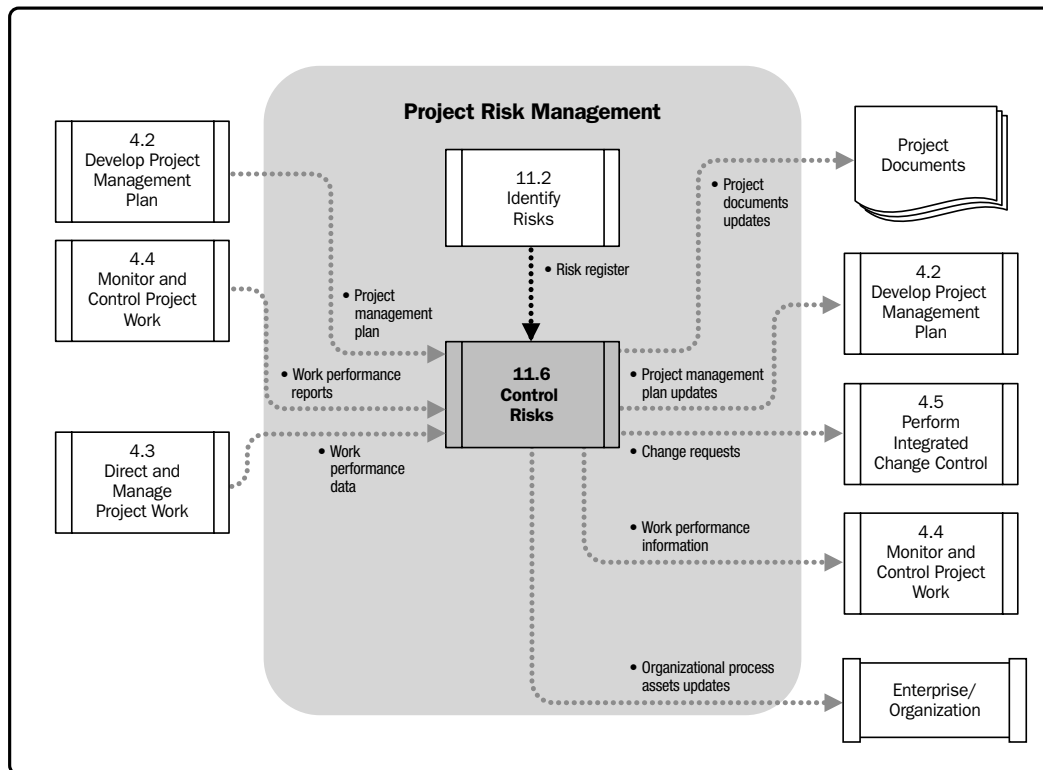 Project Risk Management
4.2
Develop Project
Management
Plan
4.4
Monitor and
Control Project
Work
4.3
Direct and
Manage
Project Work
11.2
Identify
Risks
• Risk register
• Project
management
plan
• Work performance
reports
• Work
performance
data
11.6
Control
Risks
• Project
documents
updates
• Project management
plan updates
• Change requests
• Work performance
information
• Organizational process
assets updates
Project
Documents
4.2
Develop Project
Management
Plan
4.5
Perform
Integrated
Change Control
4.4
Monitor and
Control Project
Work
Enterprise/
Organization